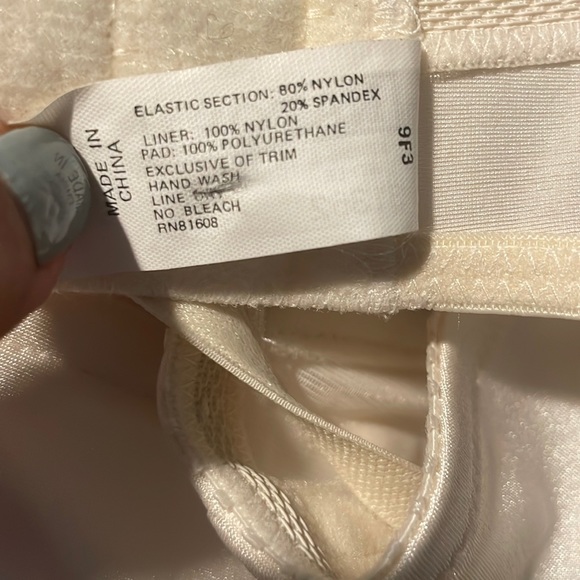 ELASTIC SECTION: 80% NYLON
20% SPANDEX
LINER: 100% NYLON
PAD: 100% POLYURETHANE
EXCLUSIVE OF TRIM
HAND WASH
LINE
NO BLEACH
RN81608
MADE IN
CHINA
9F3